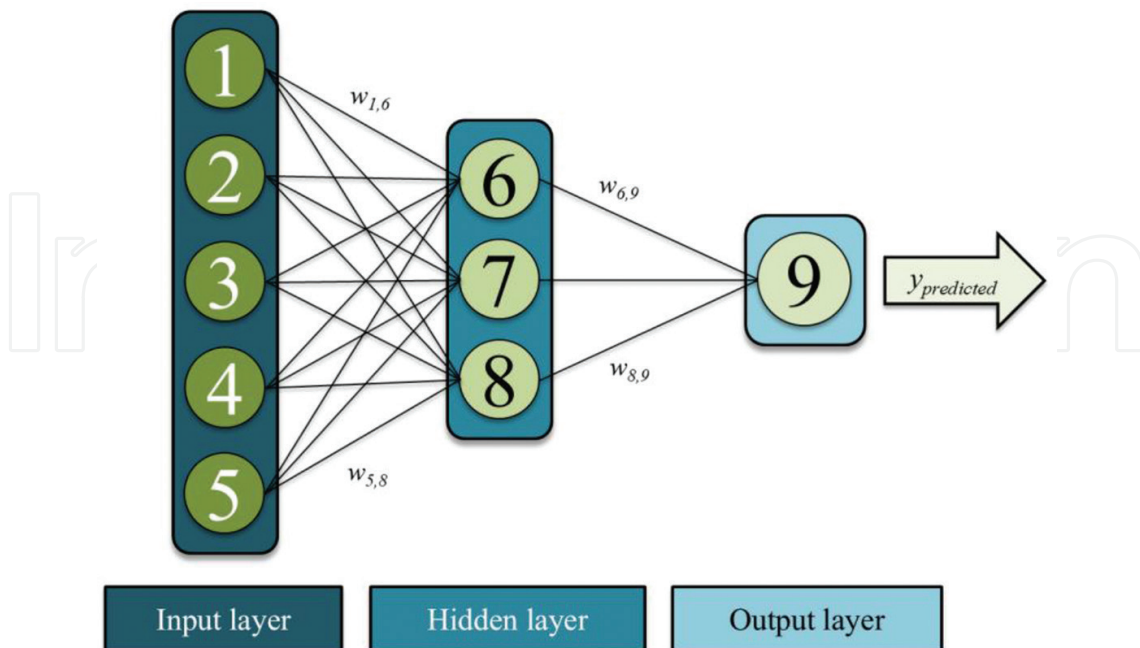 1
2
3
4
5
w1,6
w5,8
6
7
8
w6,9
w8,9
9
ypredicted
Input layer
Hidden layer
Output layer